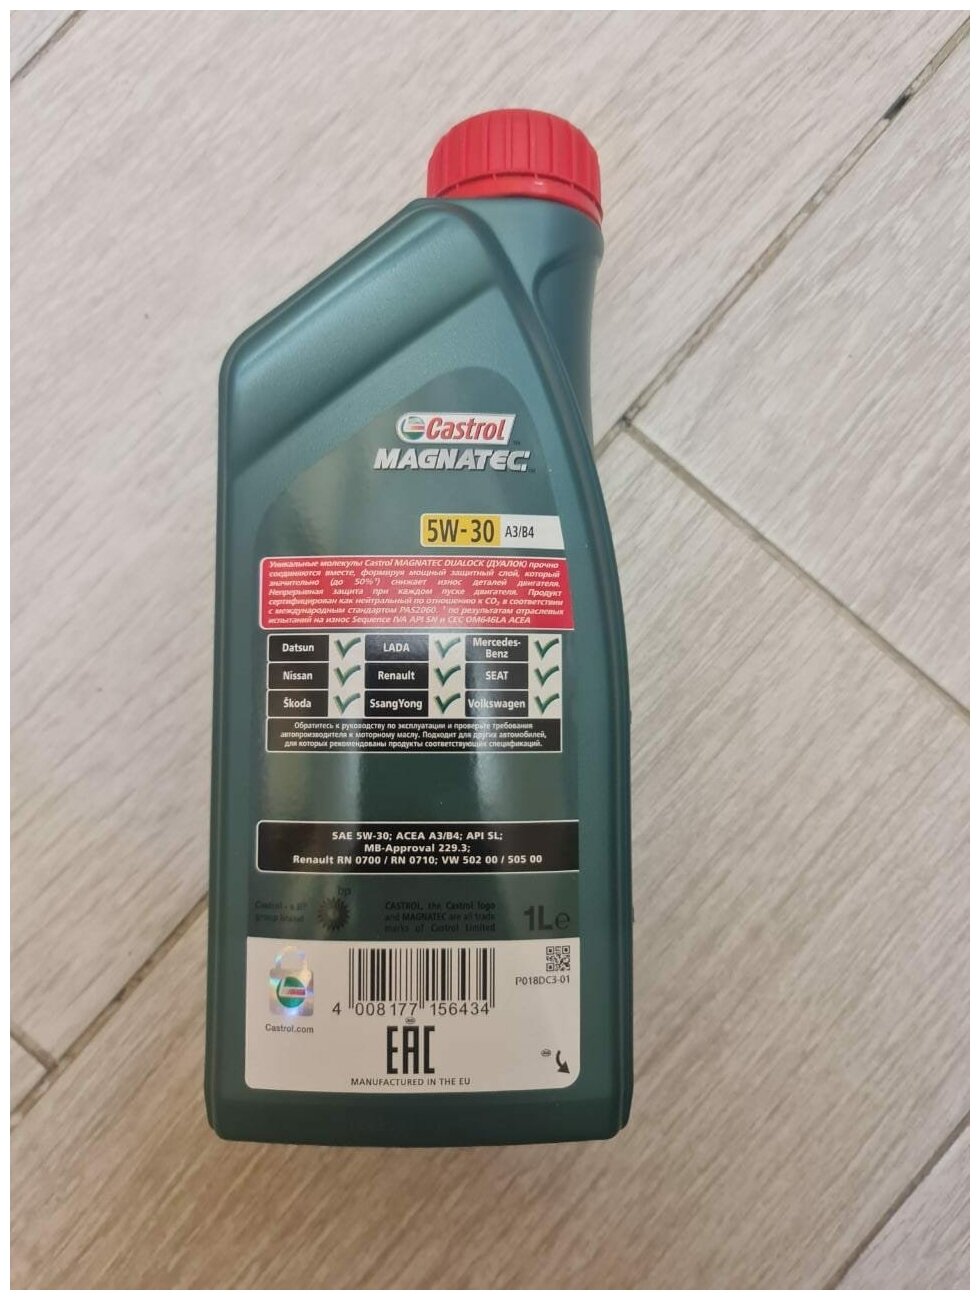 Castrol
MAGNATEC
5W-30 A3/B4
Уникальные молекулы Castrol MAGNATEC DUALOCK (ДУАЛОК) прочно
соединяются вместе, формируя мощный защитный слой, который
значительно (до 50%¹) снижает износ деталей двигателя.
Непрерывная защита при каждом пуске двигателя. Продукт
сертифицирован как нейтральный по отношению к CO₂ в соответствии
с международным стандартом PAS2060. ¹ по результатам отраслевых
испытаний на износ Sequence IVA API SN и CEC OM646LA ACEA
Datsun LADA Mercedes-
Benz
Nissan Renault SEAT
Škoda SsangYong Volkswagen
Обратитесь к руководству по эксплуатации и проверьте требования
автопроизводителя к моторному маслу. Подходит для других автомобилей,
для которых рекомендованы продукты соответствующих спецификаций.
SAE 5W-30; ACEA A3/B4; API SL;
MB-Approval 229.3;
Renault RN 0700 / RN 0710; VW 502 00 / 505 00
bp
Castrol - a BP
group brand
CASTROL, the Castrol logo
and MAGNATEC are all trade
marks of Castrol Limited
1L e
P018DC3-01
4 008177 156434
Castrol.com
EAC
MANUFACTURED IN THE EU